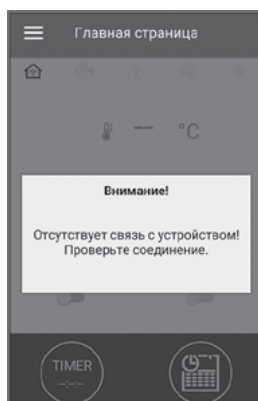 Главная страница
-- °C
Внимание!
Отсутствует связь с устройством!
Проверьте соединение.
TIMER
--:--